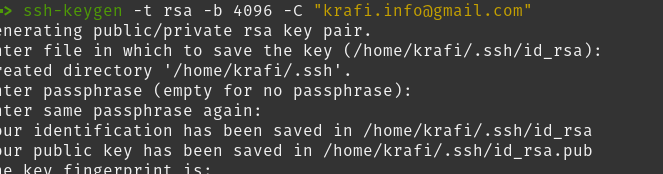 => ssh-keygen -t rsa -b 4096 -C "krafi.info@gmail.com"
enerating public/private rsa key pair.
nter file in which to save the key (/home/krafi/.ssh/id_rsa):
reated directory '/home/krafi/.ssh'.
nter passphrase (empty for no passphrase):
nter same passphrase again:
our identification has been saved in /home/krafi/.ssh/id_rsa
our public key has been saved in /home/krafi/.ssh/id_rsa.pub
he key fingerprint is: